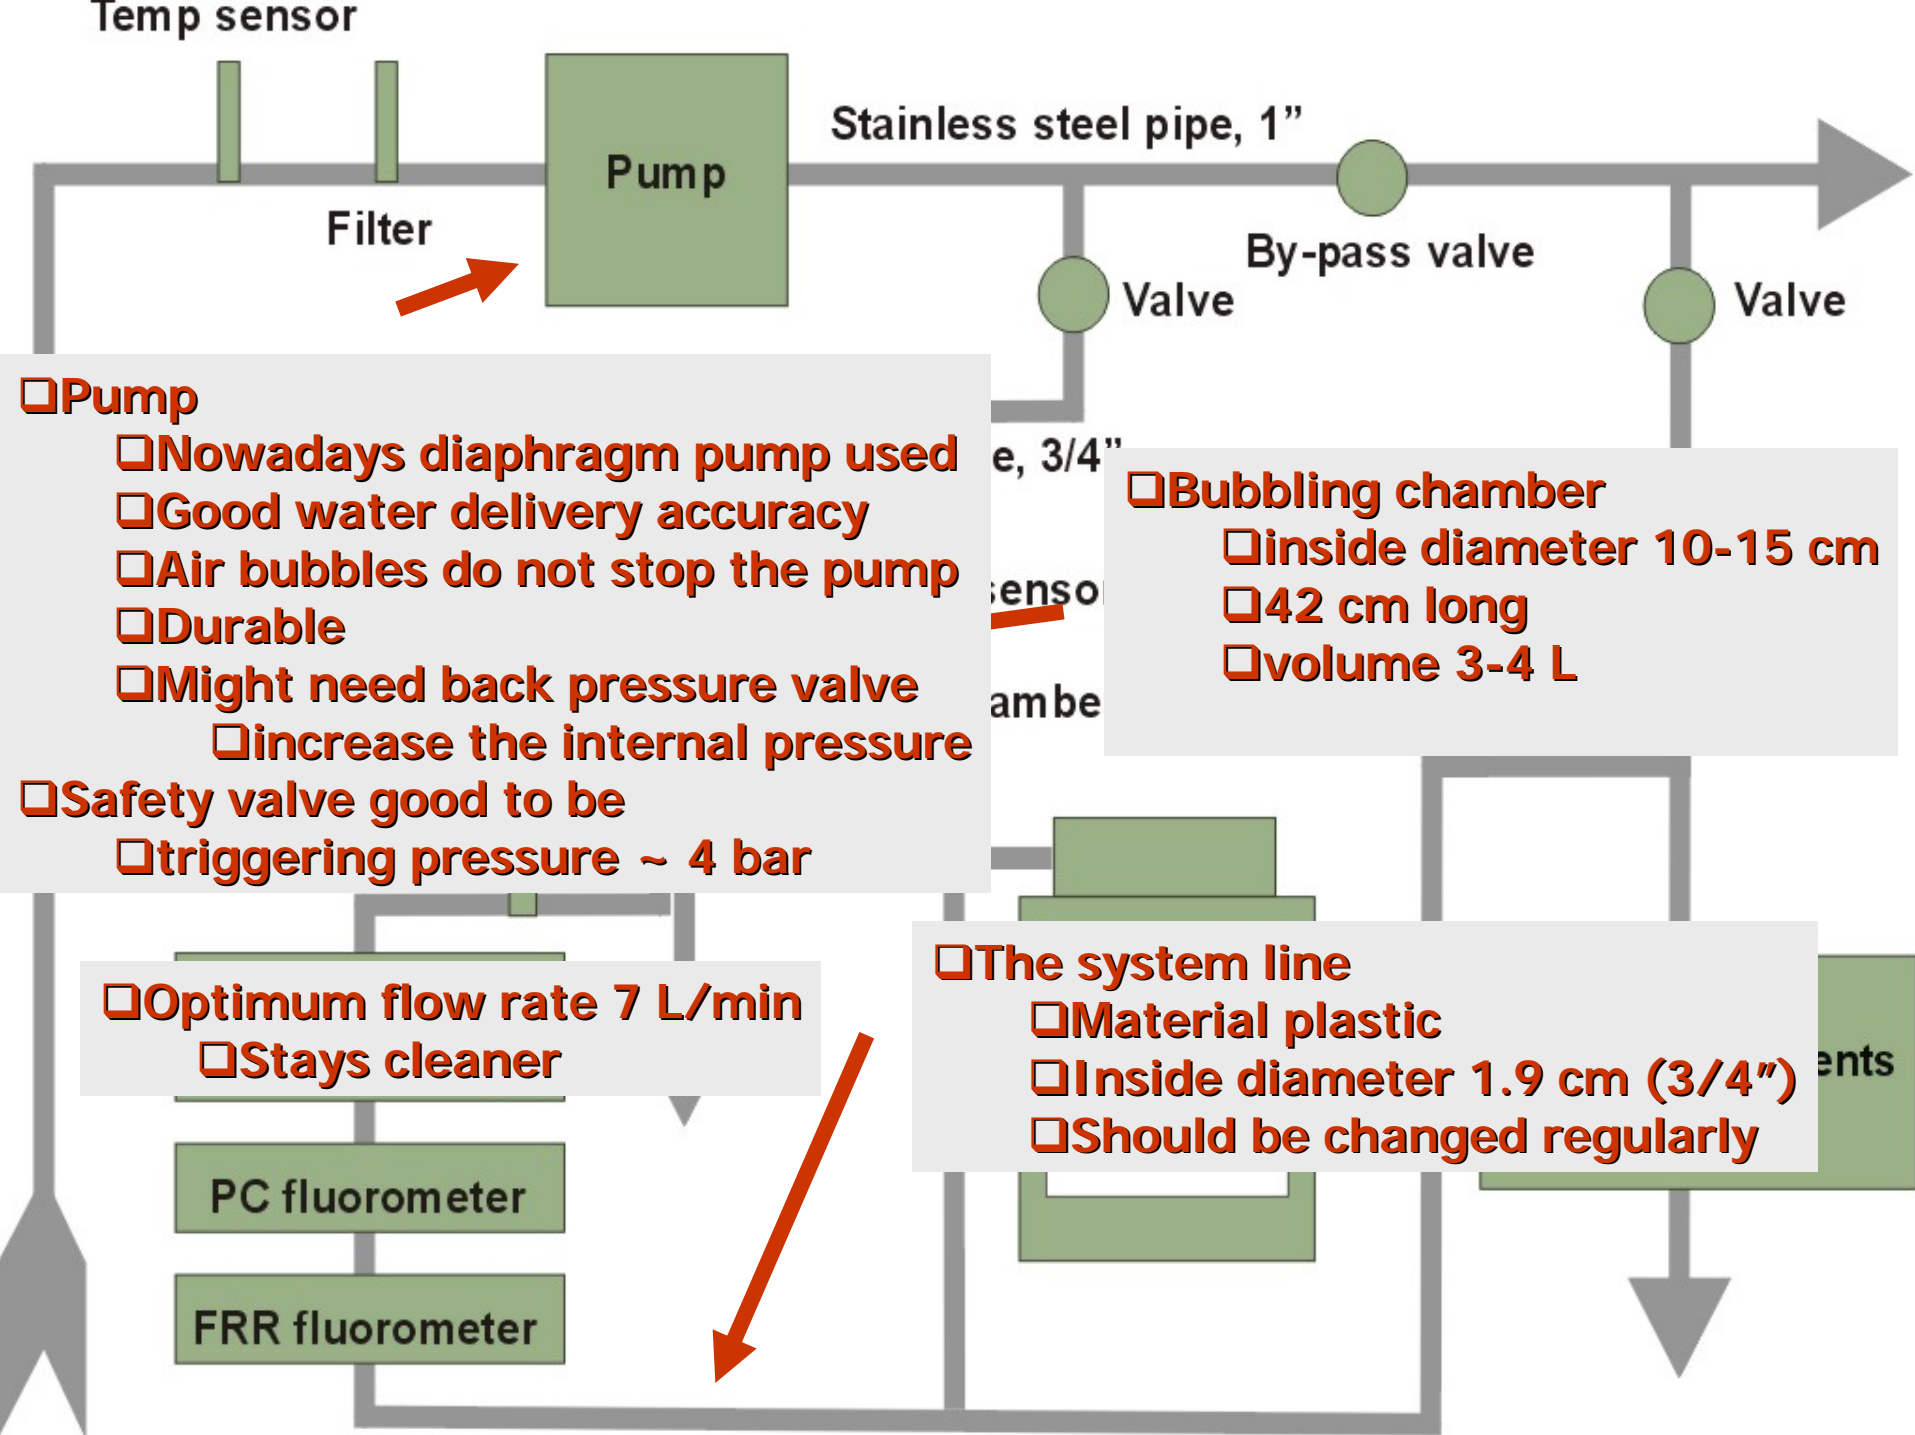 Temp sensor
Stainless steel pipe, 1”
Pump
Filter
By-pass valve
Valve
Valve
❑Pump
❑Nowadays diaphragm pump used
❑Good water delivery accuracy
❑Air bubbles do not stop the pump
❑Durable
❑Might need back pressure valve
❑increase the internal pressure
❑Safety valve good to be
❑triggering pressure ~ 4 bar
3/4”
❑Bubbling chamber
❑inside diameter 10-15 cm
❑42 cm long
❑volume 3-4 L
❑The system line
❑Material plastic
❑Inside diameter 1.9 cm (3/4”)
❑Should be changed regularly
❑Optimum flow rate 7 L/min
❑Stays cleaner
PC fluorometer
FRR fluorometer